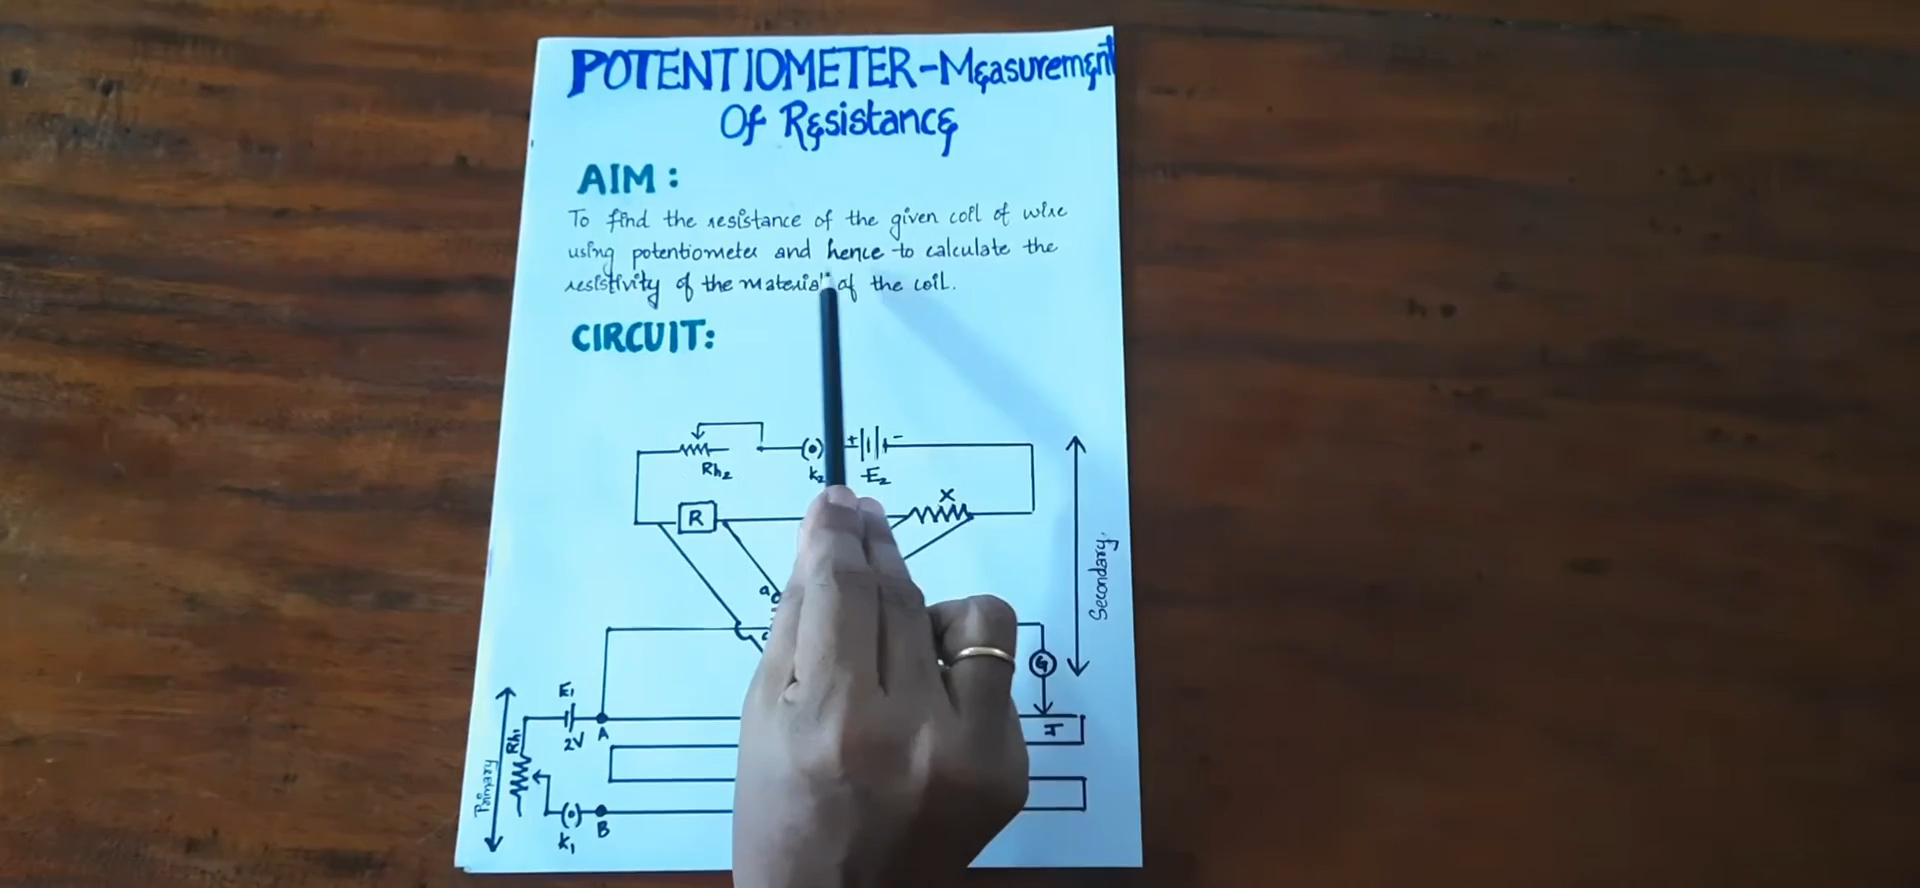 POTENTIOMETER-Measurement
Of Resistance
AIM:
To find the resistance of the given coil of wire
using potentiometer and hence to calculate the
resistivity of the material of the coil.
CIRCUIT:
Rh2
K2
+ -
E2
R
X
Secondary
a
G
E1
2V
A
J
Rh1
Primary
K1
B